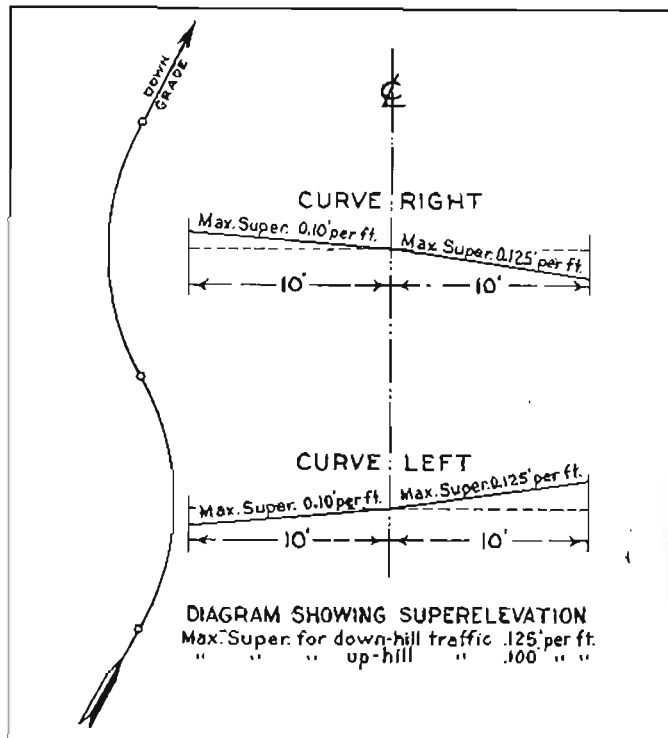 DOWN
GRADE
℄
CURVE RIGHT
Max. Super. 0.10' per ft.
Max Super. 0.125' per ft.
10'
10'
CURVE LEFT
Max. Super. 0.10' per ft.
Max. Super. 0.125' per ft.
10'
10'
DIAGRAM SHOWING SUPERELEVATION
Max. Super. for down-hill traffic .125' per ft.
" " " up-hill " .100' " "